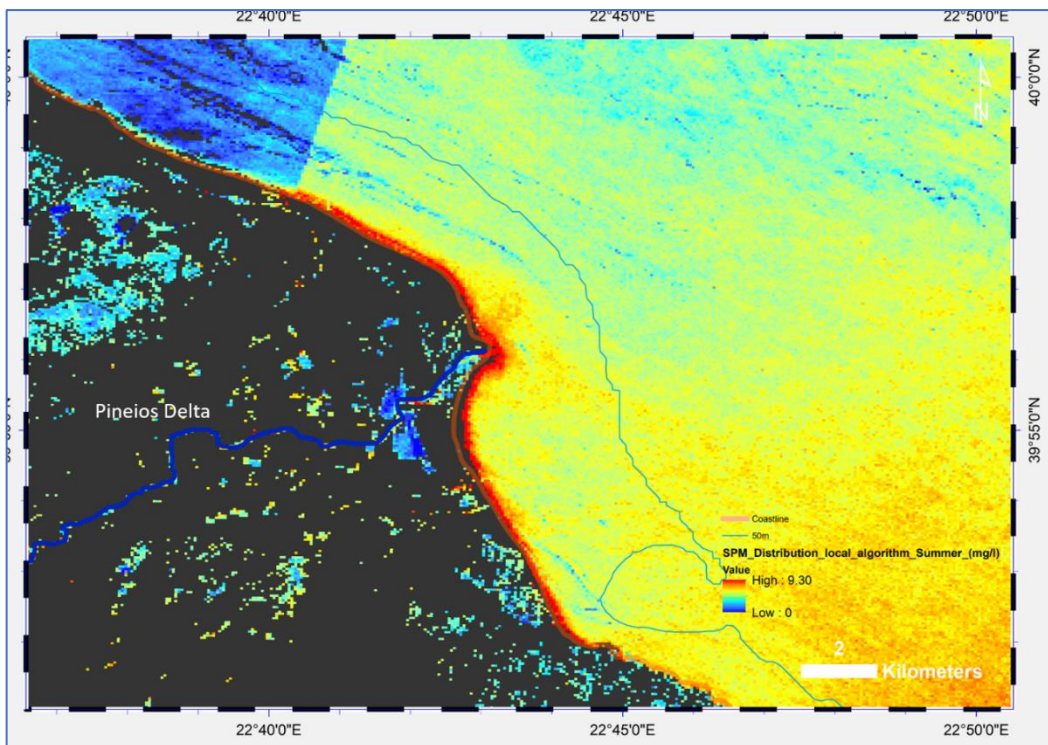 22°40'0"E 22°45'0"E 22°50'0"E
40°0'0"N
Pineios Delta
39°55'0"N
Coastline
50m
SPM_Distribution_local_algorithm_Summer_(mg/l)
Value
High : 9.30
Low : 0
2
Kilometers
22°40'0"E 22°45'0"E 22°50'0"E